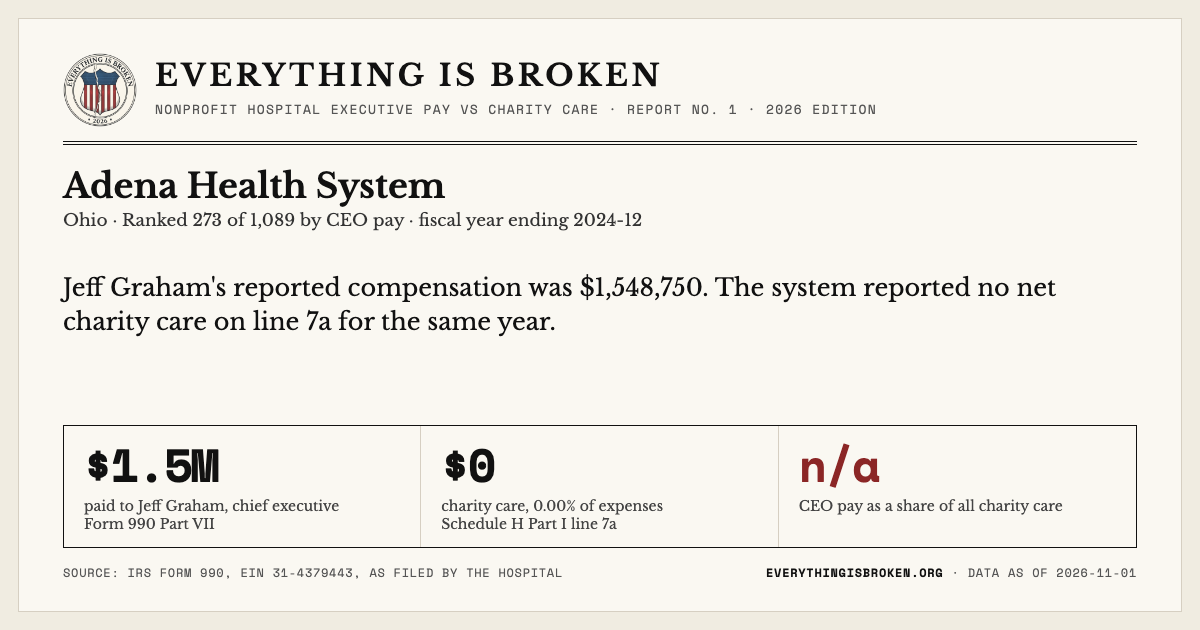 EVERYTHING IS BROKEN
· 2026 ·
EVERYTHING IS BROKEN
NONPROFIT HOSPITAL EXECUTIVE PAY VS CHARITY CARE · REPORT NO. 1 · 2026 EDITION
Adena Health System
Ohio · Ranked 273 of 1,089 by CEO pay · fiscal year ending 2024-12
Jeff Graham's reported compensation was $1,548,750. The system reported no net
charity care on line 7a for the same year.
$1.5M
paid to Jeff Graham, chief executive
Form 990 Part VII
$0
charity care, 0.00% of expenses
Schedule H Part I line 7a
n/a
CEO pay as a share of all charity care
SOURCE: IRS FORM 990, EIN 31-4379443, AS FILED BY THE HOSPITAL
EVERYTHINGISBROKEN.ORG · DATA AS OF 2026-11-01